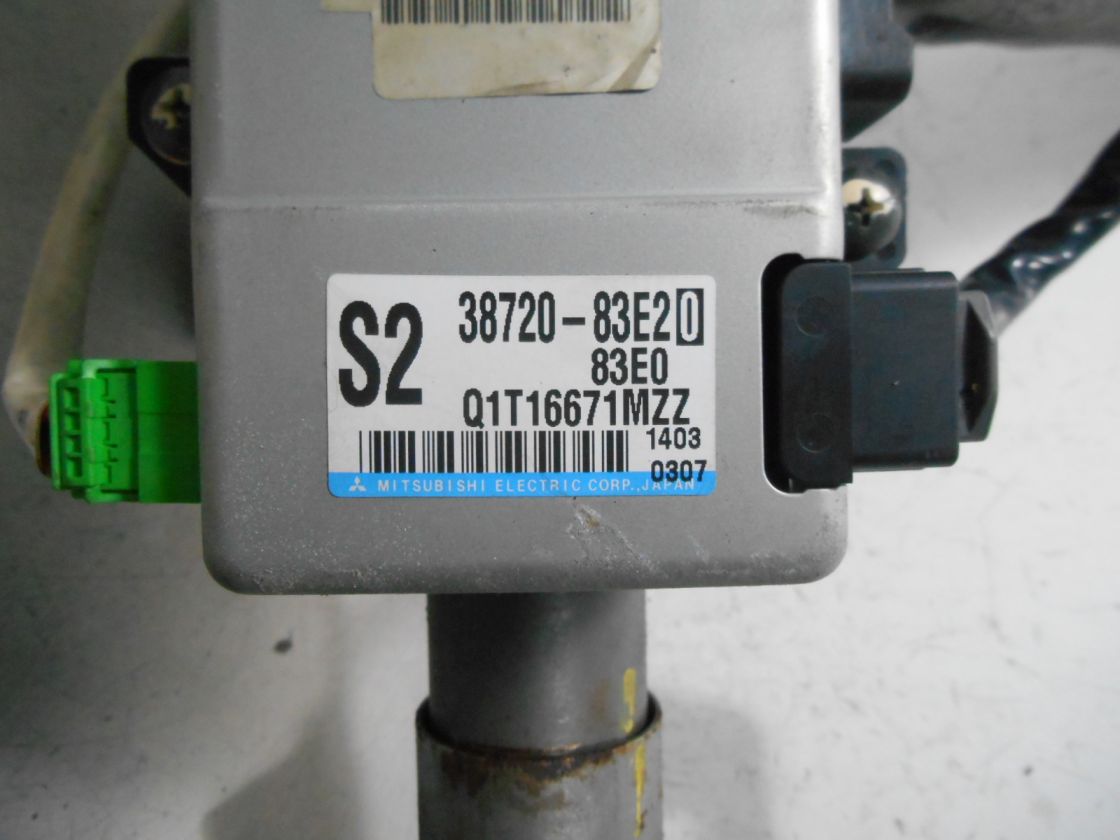 S2
38720-83E20
83E0
Q1T16671MZZ
1403
0307
MITSUBISHI ELECTRIC CORP., JAPAN